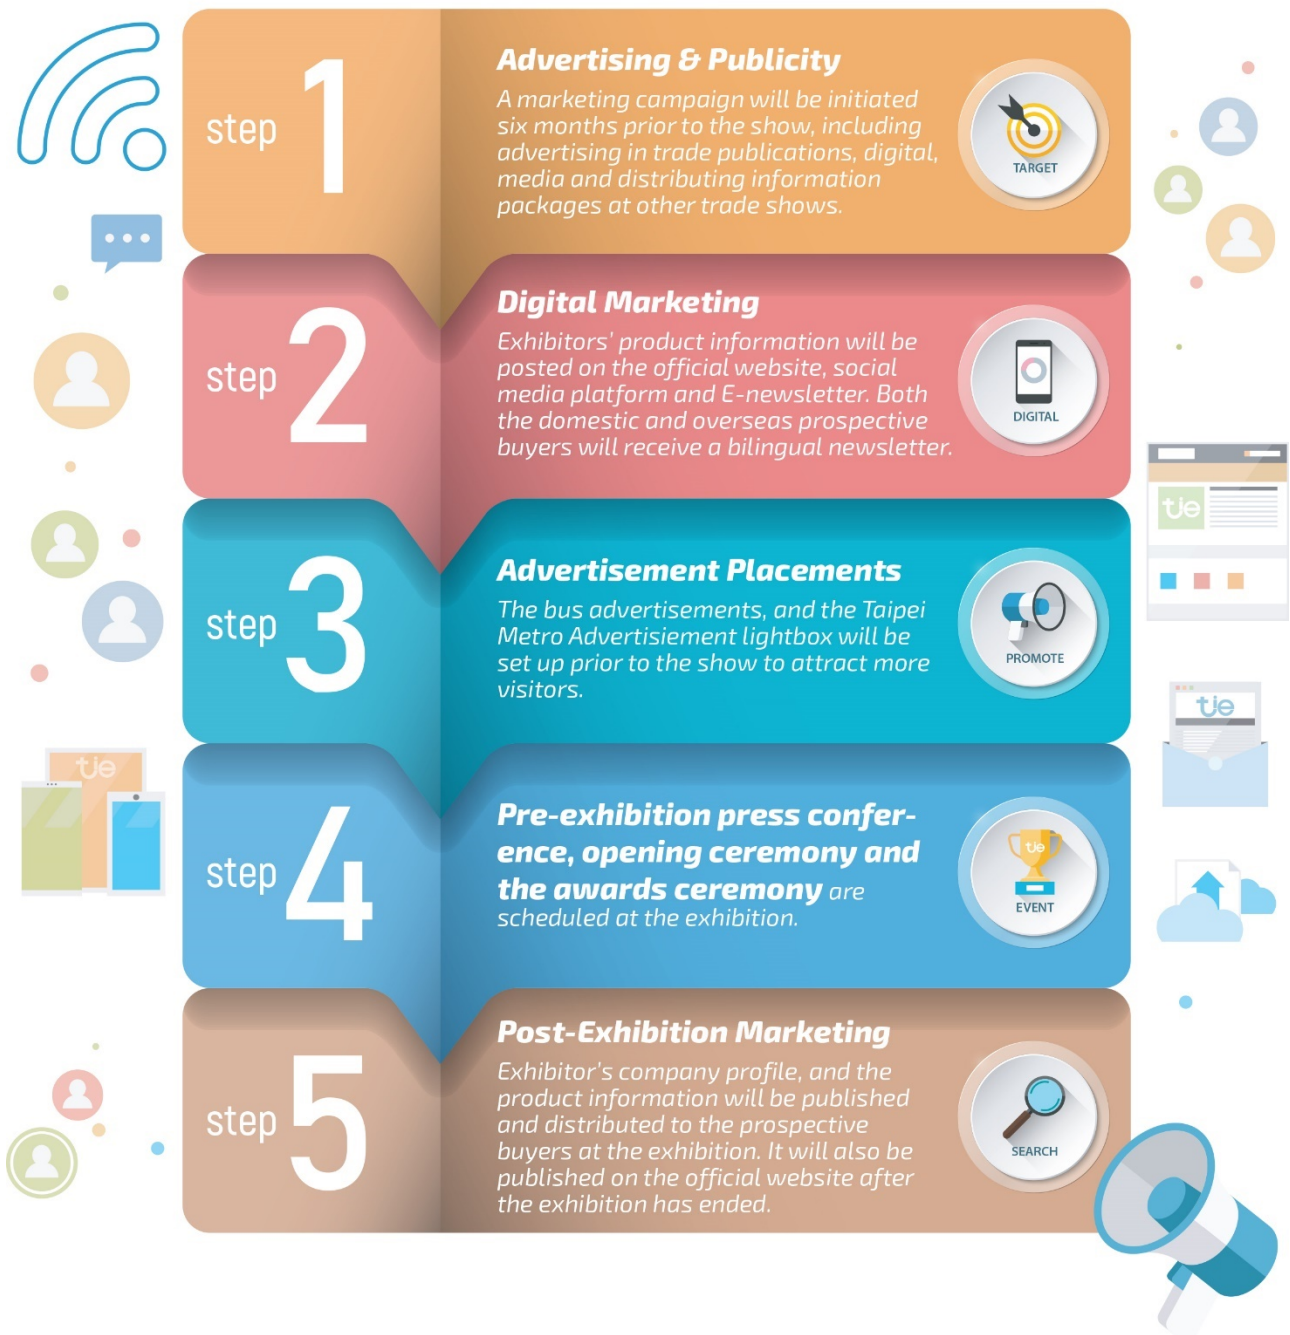 step 1
Advertising & Publicity
A marketing campaign will be initiated
six months prior to the show, including
advertising in trade publications, digital,
media and distributing information
packages at other trade shows.
TARGET
step 2
Digital Marketing
Exhibitors' product information will be
posted on the official website, social
media platform and E-newsletter. Both
the domestic and overseas prospective
buyers will receive a bilingual newsletter.
DIGITAL
tie
step 3
Advertisement Placements
The bus advertisements, and the Taipei
Metro Advertisiement lightbox will be
set up prior to the show to attract more
visitors.
PROMOTE
tie
tie
step 4
Pre-exhibition press confer-
ence, opening ceremony and
the awards ceremony are
scheduled at the exhibition.
tie
EVENT
step 5
Post-Exhibition Marketing
Exhibitor's company profile, and the
product information will be published
and distributed to the prospective
buyers at the exhibition. It will also be
published on the official website after
the exhibition has ended.
SEARCH